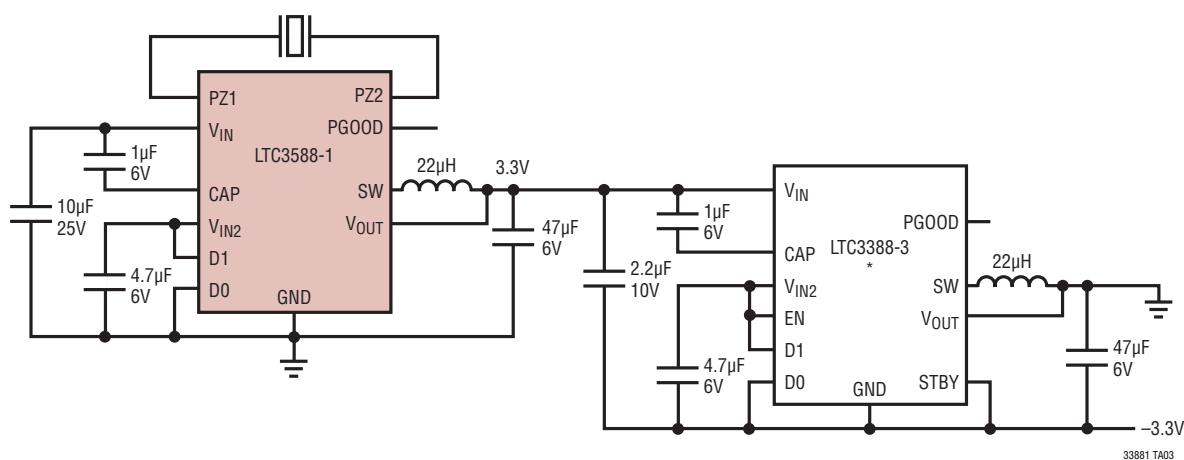 PZ1
PZ2
VIN
PGOOD
LTC3588-1
1µF
6V
CAP
SW
22µH
3.3V
10µF
25V
VIN2
VOUT
D1
4.7µF
6V
D0
GND
47µF
6V
VIN
1µF
6V
PGOOD
CAP
LTC3388-3
*
2.2µF
10V
VIN2
SW
22µH
EN
VOUT
D1
4.7µF
6V
D0
GND
STBY
47µF
6V
–3.3V
33881 TA03